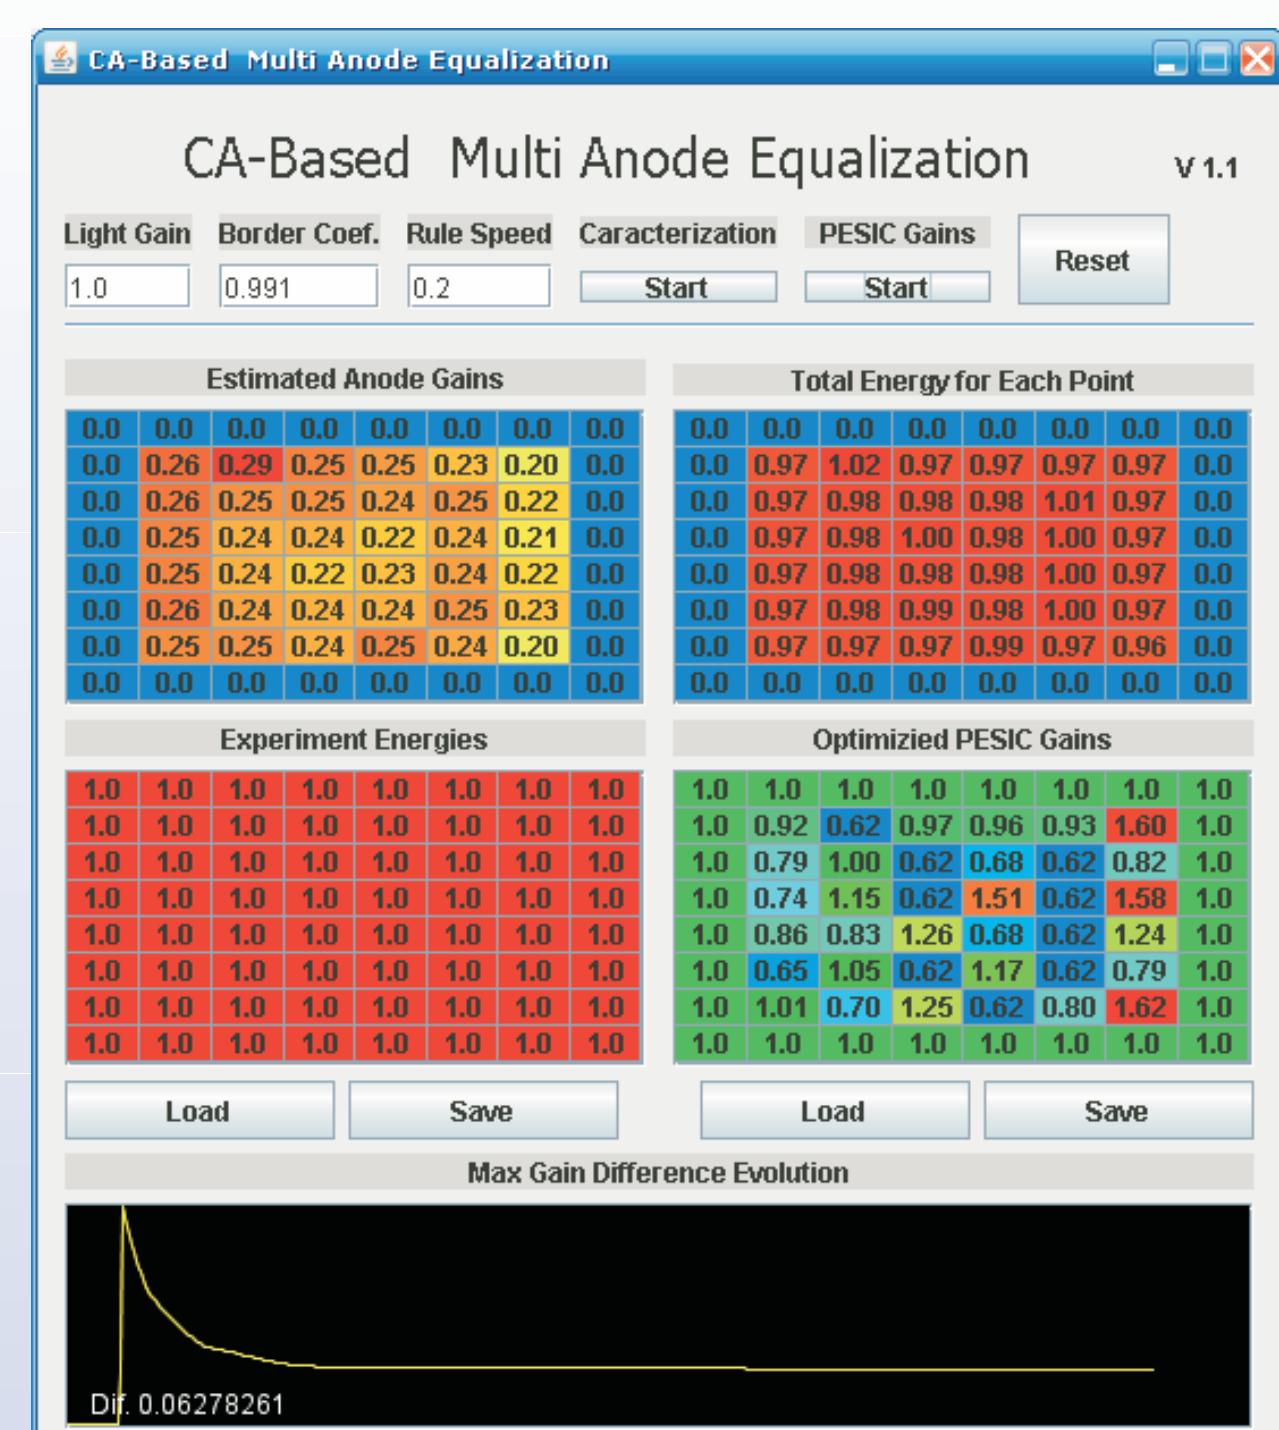 CA-Based Multi Anode Equalization
CA-Based Multi Anode Equalization V 1.1
Light Gain Border Coef. Rule Speed Caracterization PESIC Gains Reset
1.0 0.991 0.2 Start Start
Estimated Anode Gains
0.0 0.0 0.0 0.0 0.0 0.0 0.0 0.0
0.0 0.26 0.29 0.25 0.25 0.23 0.20 0.0
0.0 0.26 0.25 0.25 0.24 0.25 0.22 0.0
0.0 0.25 0.24 0.24 0.22 0.24 0.21 0.0
0.0 0.25 0.24 0.22 0.23 0.24 0.22 0.0
0.0 0.26 0.24 0.24 0.24 0.25 0.23 0.0
0.0 0.25 0.25 0.24 0.25 0.24 0.20 0.0
0.0 0.0 0.0 0.0 0.0 0.0 0.0 0.0
Total Energy for Each Point
0.0 0.0 0.0 0.0 0.0 0.0 0.0 0.0
0.0 0.97 1.02 0.97 0.97 0.97 0.97 0.0
0.0 0.97 0.98 0.98 0.98 1.01 0.97 0.0
0.0 0.97 0.98 1.00 0.98 1.00 0.97 0.0
0.0 0.97 0.98 0.98 0.98 1.00 0.97 0.0
0.0 0.97 0.98 0.99 0.98 1.00 0.97 0.0
0.0 0.97 0.97 0.97 0.99 0.97 0.96 0.0
0.0 0.0 0.0 0.0 0.0 0.0 0.0 0.0
Experiment Energies
1.0 1.0 1.0 1.0 1.0 1.0 1.0 1.0
1.0 1.0 1.0 1.0 1.0 1.0 1.0 1.0
1.0 1.0 1.0 1.0 1.0 1.0 1.0 1.0
1.0 1.0 1.0 1.0 1.0 1.0 1.0 1.0
1.0 1.0 1.0 1.0 1.0 1.0 1.0 1.0
1.0 1.0 1.0 1.0 1.0 1.0 1.0 1.0
1.0 1.0 1.0 1.0 1.0 1.0 1.0 1.0
1.0 1.0 1.0 1.0 1.0 1.0 1.0 1.0
Optimizied PESIC Gains
1.0 1.0 1.0 1.0 1.0 1.0 1.0 1.0
1.0 0.92 0.62 0.97 0.96 0.93 1.60 1.0
1.0 0.79 1.00 0.62 0.68 0.62 0.82 1.0
1.0 0.74 1.15 0.62 1.51 0.62 1.58 1.0
1.0 0.86 0.83 1.26 0.68 0.62 1.24 1.0
1.0 0.65 1.05 0.62 1.17 0.62 0.79 1.0
1.0 1.01 0.70 1.25 0.62 0.80 1.62 1.0
1.0 1.0 1.0 1.0 1.0 1.0 1.0 1.0
Load Save Load Save
Max Gain Difference Evolution
Dif. 0.06278261